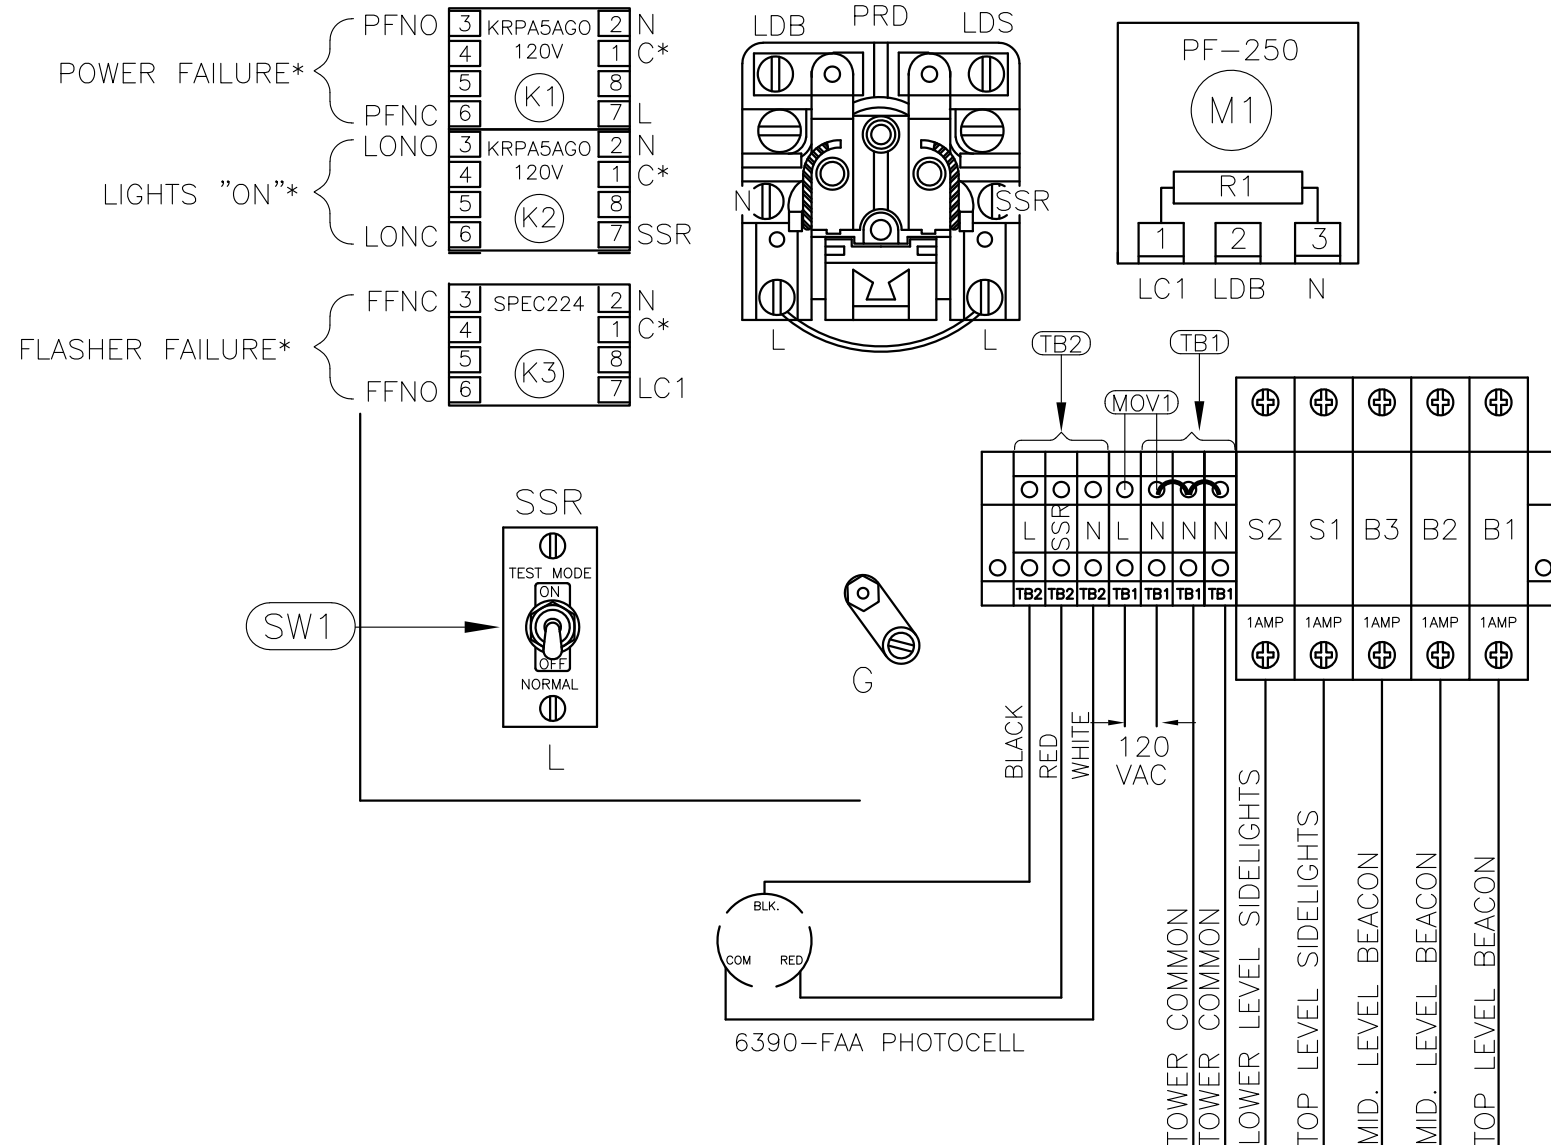 POWER FAILURE*
PFNO
PFNC
3 KRPA5AGO 2 N
4 120V 1 C*
5 8
K1
6 7 L
LIGHTS "ON"*
LONO
LONC
3 KRPA5AGO 2 N
4 120V 1 C*
5 8
K2
6 7 SSR
FLASHER FAILURE*
FFNC
FFNO
3 SPEC224 2 N
4 1 C*
5 8
K3
6 7 LC1
LDB PRD LDS
N SSR
L L
PF-250
M1
R1
1 2 3
LC1 LDB N
TB2 TB1
MOV1
L SSR N L N N N
TB2 TB2 TB2 TB1 TB1 TB1 TB1
S2 S1 B3 B2 B1
1AMP 1AMP 1AMP 1AMP 1AMP
SSR
TEST MODE
ON
OFF
NORMAL
L
SW1
G
BLACK
RED
WHITE
120
VAC
BLK.
COM RED
6390-FAA PHOTOCELL
TOWER COMMON
TOWER COMMON
LOWER LEVEL SIDELIGHTS
TOP LEVEL SIDELIGHTS
MID. LEVEL BEACON
MID. LEVEL BEACON
TOP LEVEL BEACON